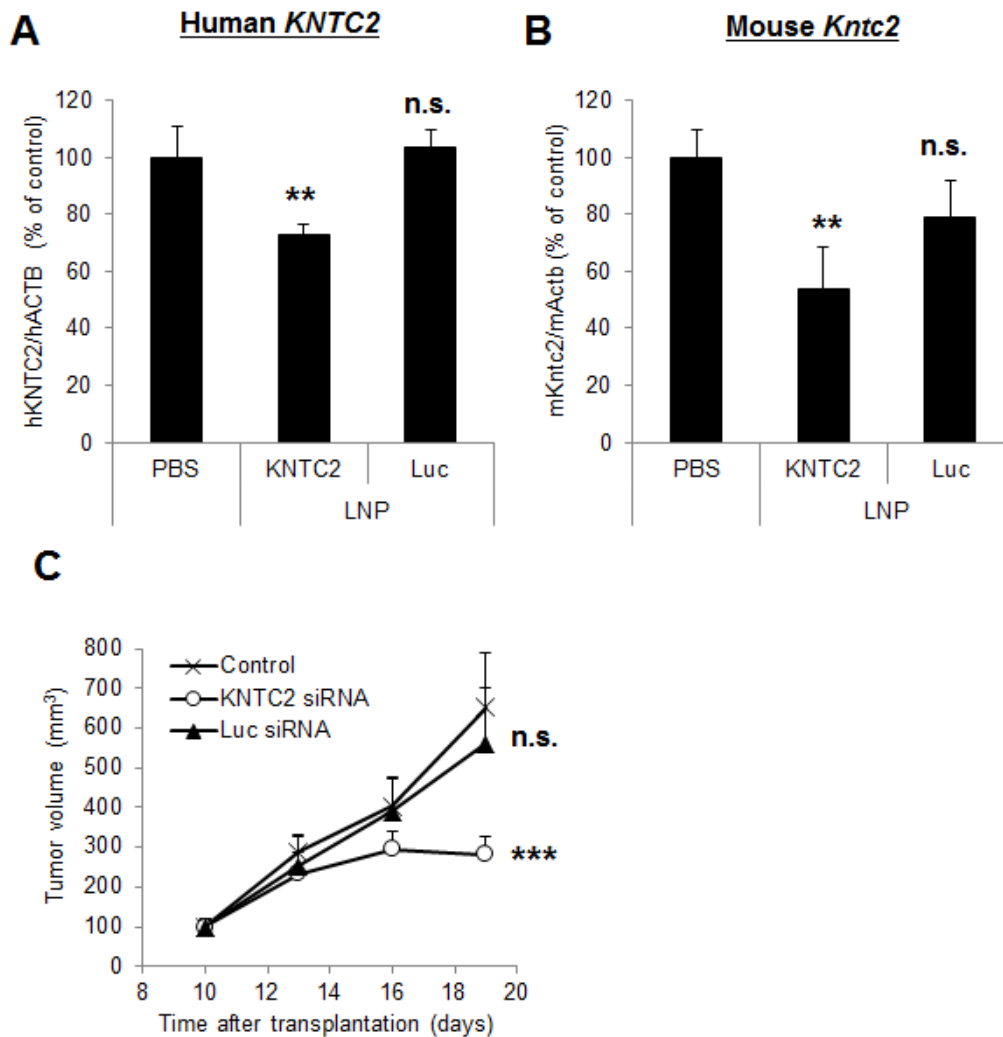 A
Human KNTC2
hKNTC2/hACTB (% of control)
120
100
80
60
40
20
0
n.s.
**
PBS
KNTC2
Luc
LNP
B
Mouse Kntc2
mKntc2/mActb (% of control)
120
100
80
60
40
20
0
n.s.
**
PBS
KNTC2
Luc
LNP
C
Tumor volume (mm³)
800
700
600
500
400
300
200
100
0
Control
KNTC2 siRNA
Luc siRNA
n.s.
***
8 10 12 14 16 18 20
Time after transplantation (days)